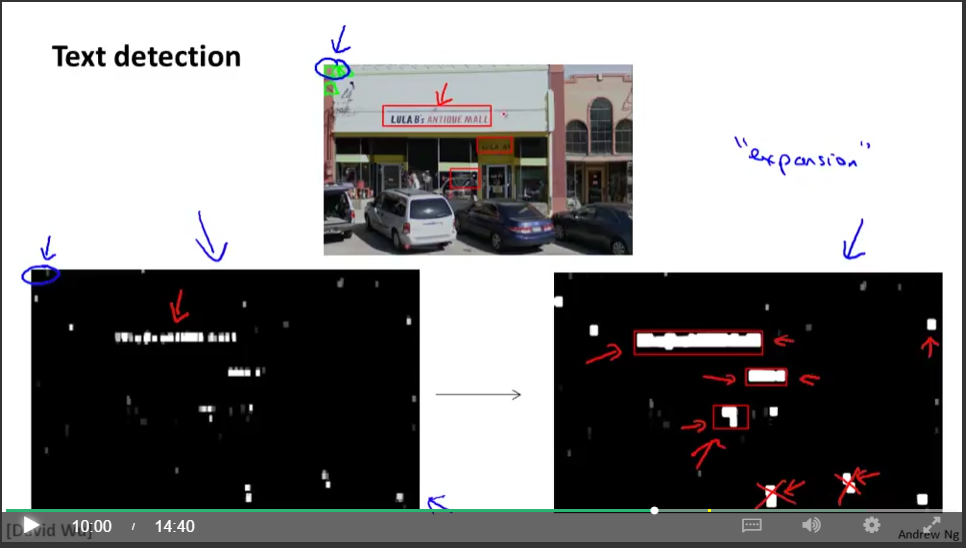 Text detection
LULA B's ANTIQUE MALL
"expansion"
[David Wu]
10:00 / 14:40
Andrew Ng